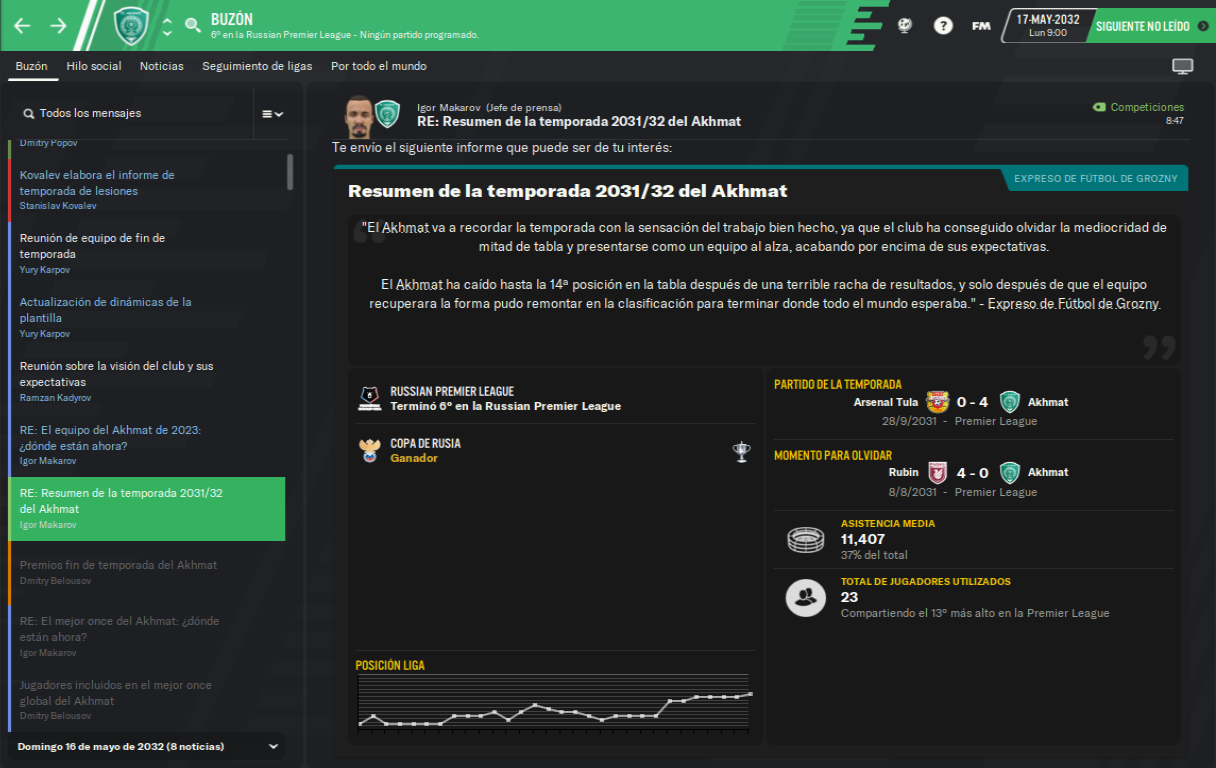 BUZÓN
6º en la Russian Premier League - Ningún partido programado.
?
FM
17-MAY-2032
Lun 9:00
SIGUIENTE NO LEÍDO
Buzón
Hilo social
Noticias
Seguimiento de ligas
Por todo el mundo
Todos los mensajes
Dmitry Popov
Kovalev elabora el informe de
temporada de lesiones
Stanislav Kovalev
Reunión de equipo de fin de
temporada
Yury Karpov
Actualización de dinámicas de la
plantilla
Yury Karpov
Reunión sobre la visión del club y sus
expectativas
Ramzan Kadyrov
RE: El equipo del Akhmat de 2023:
¿dónde están ahora?
Igor Makarov
RE: Resumen de la temporada 2031/32
del Akhmat
Igor Makarov
Premios fin de temporada del Akhmat
Dmitry Belousov
RE: El mejor once del Akhmat: ¿dónde
están ahora?
Igor Makarov
Jugadores incluidos en el mejor once
global del Akhmat
Dmitry Belousov
Domingo 16 de mayo de 2032 (8 noticias)
Igor Makarov (Jefe de prensa)
RE: Resumen de la temporada 2031/32 del Akhmat
Competiciones
8:47
Te envío el siguiente informe que puede ser de tu interés:
EXPRESO DE FÚTBOL DE GROZNY
Resumen de la temporada 2031/32 del Akhmat
"El Akhmat va a recordar la temporada con la sensación del trabajo bien hecho, ya que el club ha conseguido olvidar la mediocridad de
mitad de tabla y presentarse como un equipo al alza, acabando por encima de sus expectativas.
El Akhmat ha caído hasta la 14ª posición en la tabla después de una terrible racha de resultados, y solo después de que el equipo
recuperara la forma pudo remontar en la clasificación para terminar donde todo el mundo esperaba." - Expreso de Fútbol de Grozny.
RUSSIAN PREMIER LEAGUE
Terminó 6º en la Russian Premier League
COPA DE RUSIA
Ganador
POSICIÓN LIGA
PARTIDO DE LA TEMPORADA
Arsenal Tula 0 - 4 Akhmat
28/9/2031 - Premier League
MOMENTO PARA OLVIDAR
Rubin 4 - 0 Akhmat
8/8/2031 - Premier League
ASISTENCIA MEDIA
11,407
37% del total
TOTAL DE JUGADORES UTILIZADOS
23
Compartiendo el 13º más alto en la Premier League